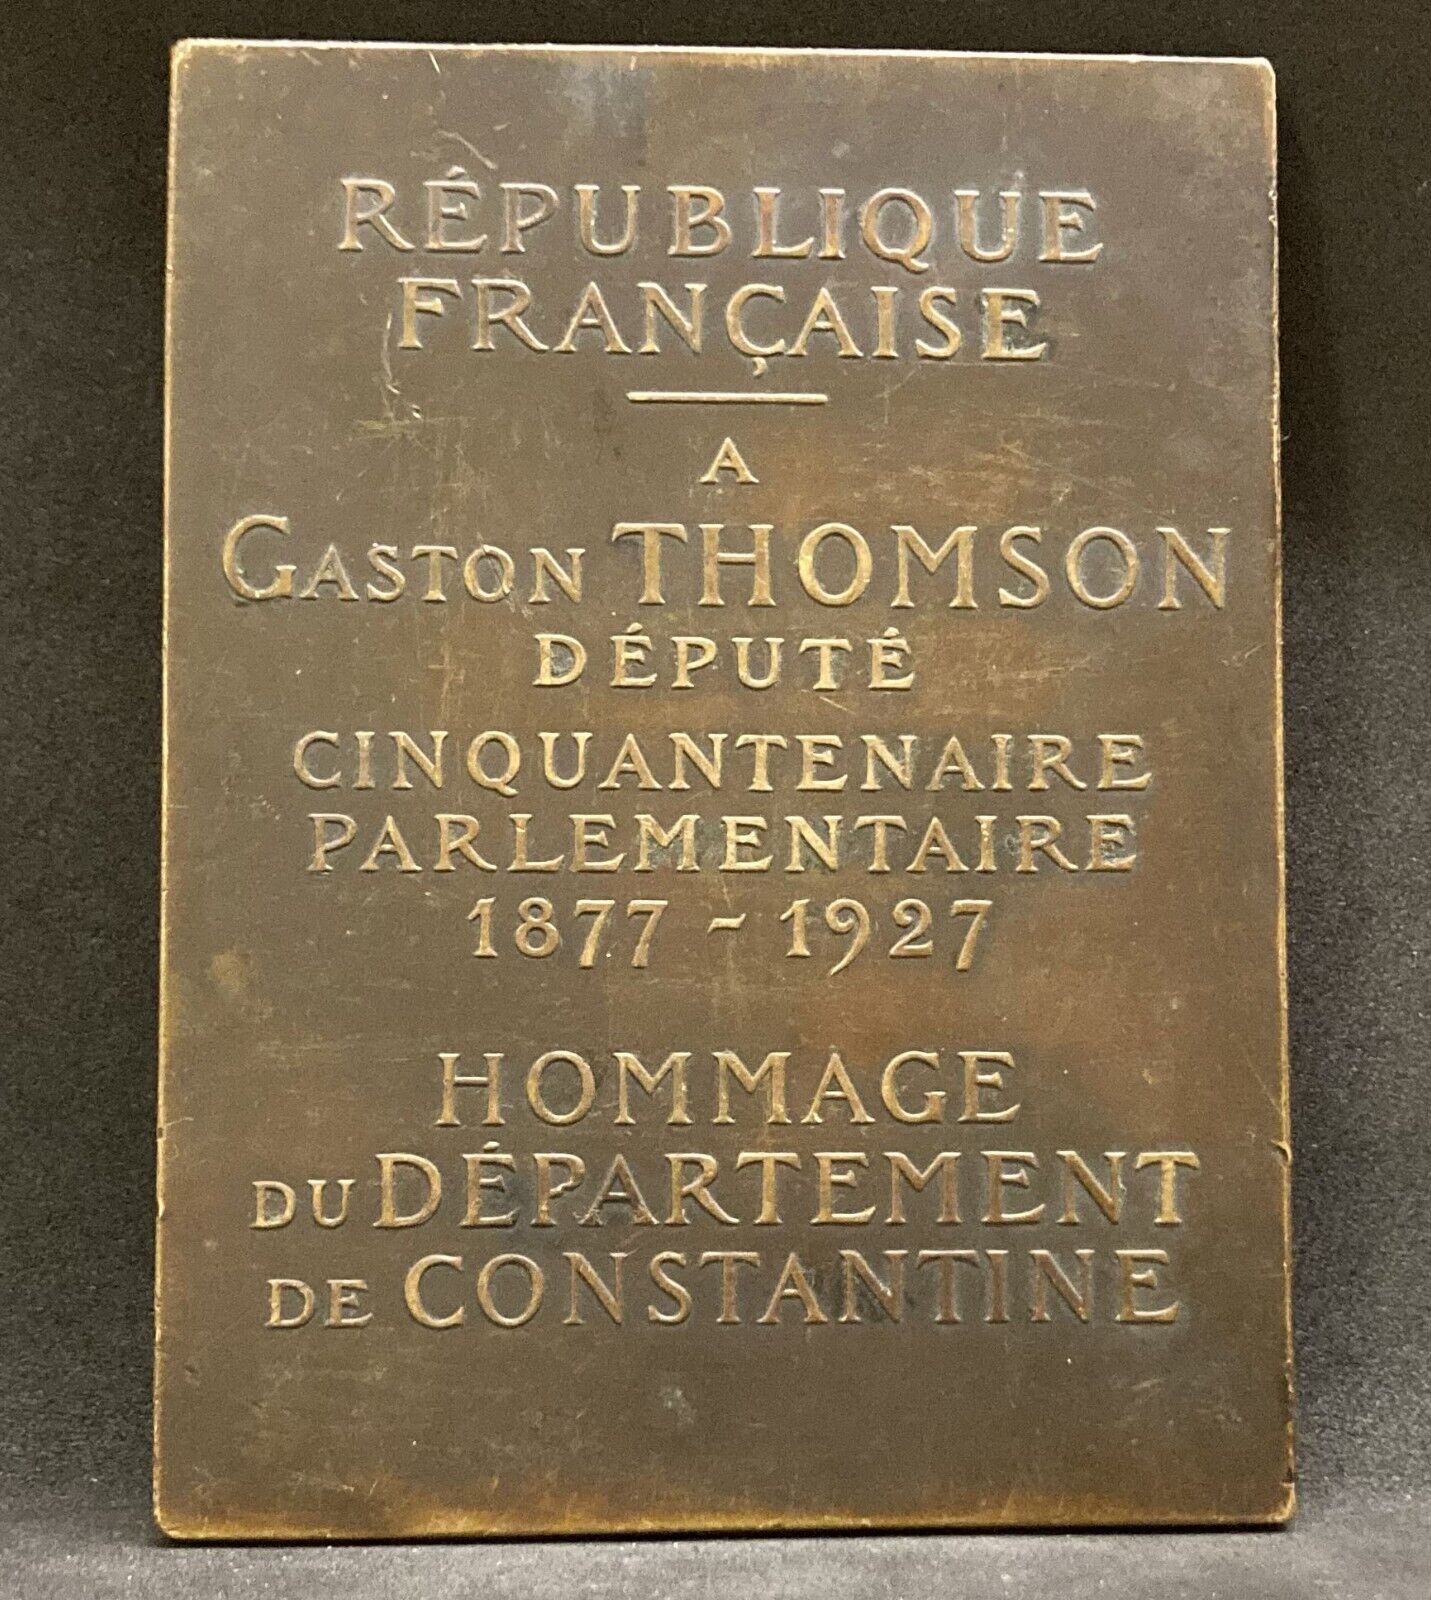 RÉPUBLIQUE
FRANÇAISE
A
GASTON THOMSON
DÉPUTÉ
CINQUANTENAIRE
PARLEMENTAIRE
1877 - 1927
HOMMAGE
DU DÉPARTEMENT
DE CONSTANTINE